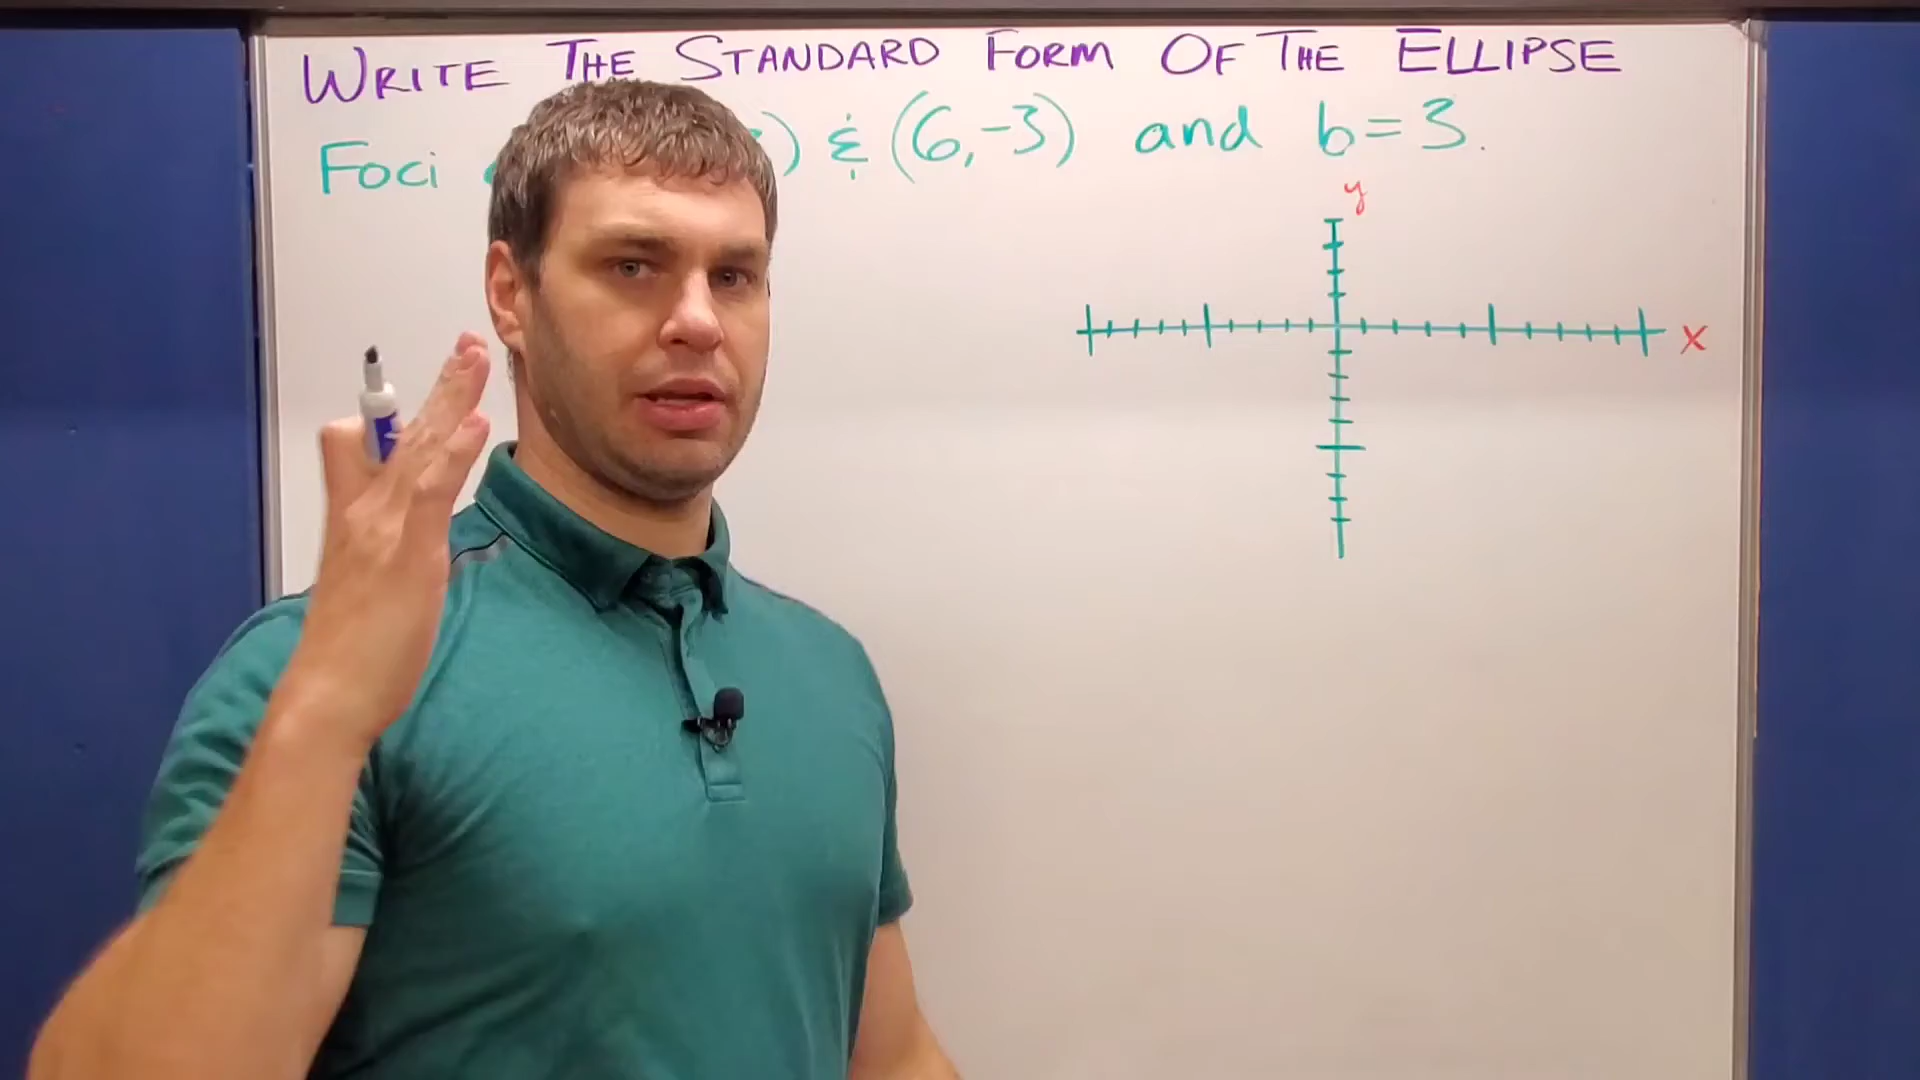 WRITE THE STANDARD FORM OF THE ELLIPSE
Foci ) & (6,-3) and b=3.
y
x